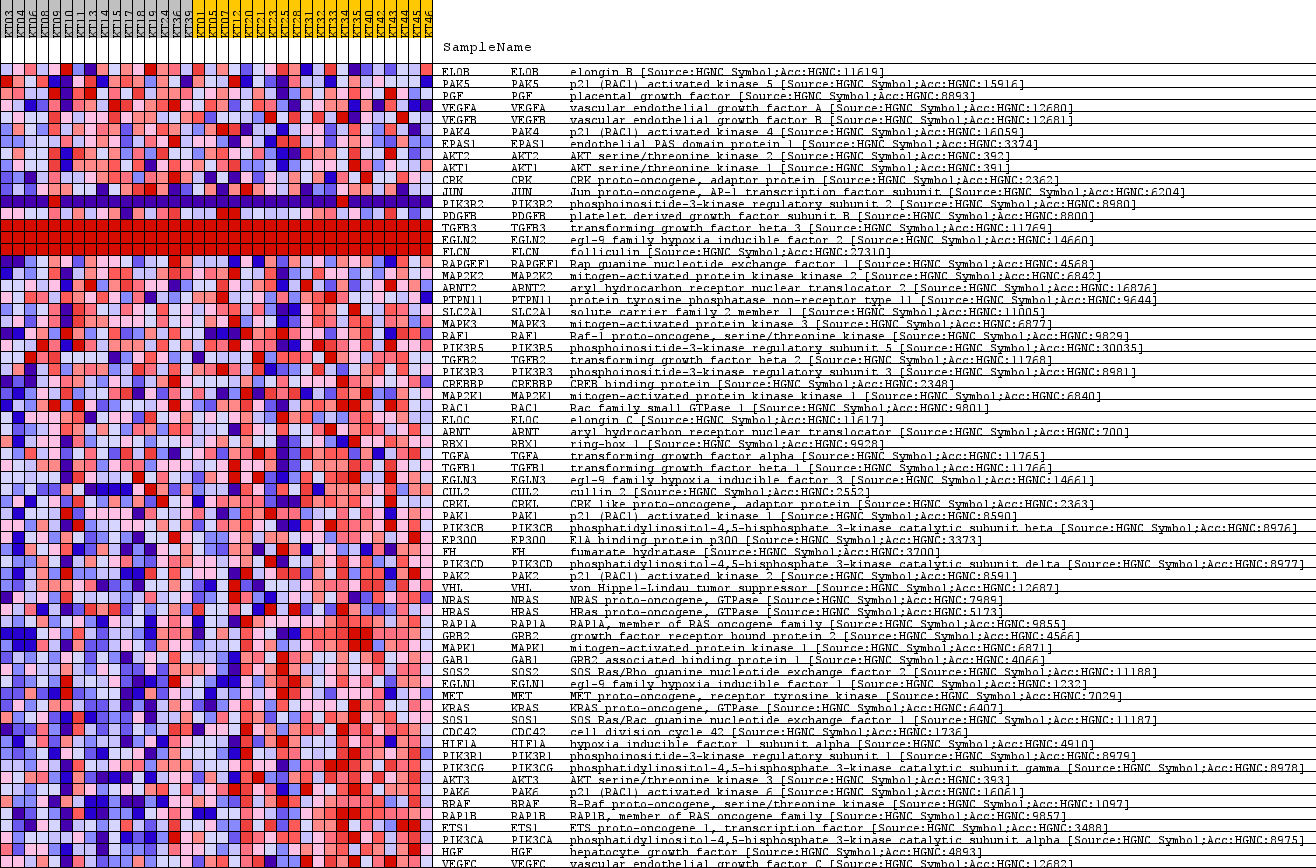 KT03 KT04 KT06 KT05 KT09 KT10 KT11 KT13 KT14 KT15 KT17 KT18 KT19 KT24 KT36 KT39 KT01 KT02 KT07 KT12 KT20 KT21 KT23 KT25 KT28 KT31 KT32 KT33 KT34 KT35 KT40 KT42 KT43 KT44 KT45 KT46
SampleName
ELOB ELOB elongin B [Source:HGNC Symbol;Acc:HGNC:11619]
PAK5 PAK5 p21 (RAC1) activated kinase 5 [Source:HGNC Symbol;Acc:HGNC:15916]
PGF PGF placental growth factor [Source:HGNC Symbol;Acc:HGNC:8893]
VEGFA VEGFA vascular endothelial growth factor A [Source:HGNC Symbol;Acc:HGNC:12680]
VEGFB VEGFB vascular endothelial growth factor B [Source:HGNC Symbol;Acc:HGNC:12681]
PAK4 PAK4 p21 (RAC1) activated kinase 4 [Source:HGNC Symbol;Acc:HGNC:16059]
EPAS1 EPAS1 endothelial PAS domain protein 1 [Source:HGNC Symbol;Acc:HGNC:3374]
AKT2 AKT2 AKT serine/threonine kinase 2 [Source:HGNC Symbol;Acc:HGNC:392]
AKT1 AKT1 AKT serine/threonine kinase 1 [Source:HGNC Symbol;Acc:HGNC:391]
CRK CRK CRK proto-oncogene, adaptor protein [Source:HGNC Symbol;Acc:HGNC:2362]
JUN JUN Jun proto-oncogene, AP-1 transcription factor subunit [Source:HGNC Symbol;Acc:HGNC:6204]
PIK3R2 PIK3R2 phosphoinositide-3-kinase regulatory subunit 2 [Source:HGNC Symbol;Acc:HGNC:8980]
PDGFB PDGFB platelet derived growth factor subunit B [Source:HGNC Symbol;Acc:HGNC:8800]
TGFB3 TGFB3 transforming growth factor beta 3 [Source:HGNC Symbol;Acc:HGNC:11769]
EGLN2 EGLN2 egl-9 family hypoxia inducible factor 2 [Source:HGNC Symbol;Acc:HGNC:14660]
FLCN FLCN folliculin [Source:HGNC Symbol;Acc:HGNC:27310]
RAPGEF1 RAPGEF1 Rap guanine nucleotide exchange factor 1 [Source:HGNC Symbol;Acc:HGNC:4568]
MAP2K2 MAP2K2 mitogen-activated protein kinase kinase 2 [Source:HGNC Symbol;Acc:HGNC:6842]
ARNT2 ARNT2 aryl hydrocarbon receptor nuclear translocator 2 [Source:HGNC Symbol;Acc:HGNC:16876]
PTPN11 PTPN11 protein tyrosine phosphatase non-receptor type 11 [Source:HGNC Symbol;Acc:HGNC:9644]
SLC2A1 SLC2A1 solute carrier family 2 member 1 [Source:HGNC Symbol;Acc:HGNC:11005]
MAPK3 MAPK3 mitogen-activated protein kinase 3 [Source:HGNC Symbol;Acc:HGNC:6877]
RAF1 RAF1 Raf-1 proto-oncogene, serine/threonine kinase [Source:HGNC Symbol;Acc:HGNC:9829]
PIK3R5 PIK3R5 phosphoinositide-3-kinase regulatory subunit 5 [Source:HGNC Symbol;Acc:HGNC:30035]
TGFB2 TGFB2 transforming growth factor beta 2 [Source:HGNC Symbol;Acc:HGNC:11768]
PIK3R3 PIK3R3 phosphoinositide-3-kinase regulatory subunit 3 [Source:HGNC Symbol;Acc:HGNC:8981]
CREBBP CREBBP CREB binding protein [Source:HGNC Symbol;Acc:HGNC:2348]
MAP2K1 MAP2K1 mitogen-activated protein kinase kinase 1 [Source:HGNC Symbol;Acc:HGNC:6840]
RAC1 RAC1 Rac family small GTPase 1 [Source:HGNC Symbol;Acc:HGNC:9801]
ELOC ELOC elongin C [Source:HGNC Symbol;Acc:HGNC:11617]
ARNT ARNT aryl hydrocarbon receptor nuclear translocator [Source:HGNC Symbol;Acc:HGNC:700]
RBX1 RBX1 ring-box 1 [Source:HGNC Symbol;Acc:HGNC:9928]
TGFA TGFA transforming growth factor alpha [Source:HGNC Symbol;Acc:HGNC:11765]
TGFB1 TGFB1 transforming growth factor beta 1 [Source:HGNC Symbol;Acc:HGNC:11766]
EGLN3 EGLN3 egl-9 family hypoxia inducible factor 3 [Source:HGNC Symbol;Acc:HGNC:14661]
CUL2 CUL2 cullin 2 [Source:HGNC Symbol;Acc:HGNC:2552]
CRKL CRKL CRK like proto-oncogene, adaptor protein [Source:HGNC Symbol;Acc:HGNC:2363]
PAK1 PAK1 p21 (RAC1) activated kinase 1 [Source:HGNC Symbol;Acc:HGNC:8590]
PIK3CB PIK3CB phosphatidylinositol-4,5-bisphosphate 3-kinase catalytic subunit beta [Source:HGNC Symbol;Acc:HGNC:8976]
EP300 EP300 E1A binding protein p300 [Source:HGNC Symbol;Acc:HGNC:3373]
FH FH fumarate hydratase [Source:HGNC Symbol;Acc:HGNC:3700]
PIK3CD PIK3CD phosphatidylinositol-4,5-bisphosphate 3-kinase catalytic subunit delta [Source:HGNC Symbol;Acc:HGNC:8977]
PAK2 PAK2 p21 (RAC1) activated kinase 2 [Source:HGNC Symbol;Acc:HGNC:8591]
VHL VHL von Hippel-Lindau tumor suppressor [Source:HGNC Symbol;Acc:HGNC:12687]
NRAS NRAS NRAS proto-oncogene, GTPase [Source:HGNC Symbol;Acc:HGNC:7989]
HRAS HRAS HRas proto-oncogene, GTPase [Source:HGNC Symbol;Acc:HGNC:5173]
RAP1A RAP1A RAP1A, member of RAS oncogene family [Source:HGNC Symbol;Acc:HGNC:9855]
GRB2 GRB2 growth factor receptor bound protein 2 [Source:HGNC Symbol;Acc:HGNC:4566]
MAPK1 MAPK1 mitogen-activated protein kinase 1 [Source:HGNC Symbol;Acc:HGNC:6871]
GAB1 GAB1 GRB2 associated binding protein 1 [Source:HGNC Symbol;Acc:HGNC:4066]
SOS2 SOS2 SOS Ras/Rho guanine nucleotide exchange factor 2 [Source:HGNC Symbol;Acc:HGNC:11188]
EGLN1 EGLN1 egl-9 family hypoxia inducible factor 1 [Source:HGNC Symbol;Acc:HGNC:1232]
MET MET MET proto-oncogene, receptor tyrosine kinase [Source:HGNC Symbol;Acc:HGNC:7029]
KRAS KRAS KRAS proto-oncogene, GTPase [Source:HGNC Symbol;Acc:HGNC:6407]
SOS1 SOS1 SOS Ras/Rac guanine nucleotide exchange factor 1 [Source:HGNC Symbol;Acc:HGNC:11187]
CDC42 CDC42 cell division cycle 42 [Source:HGNC Symbol;Acc:HGNC:1736]
HIF1A HIF1A hypoxia inducible factor 1 subunit alpha [Source:HGNC Symbol;Acc:HGNC:4910]
PIK3R1 PIK3R1 phosphoinositide-3-kinase regulatory subunit 1 [Source:HGNC Symbol;Acc:HGNC:8979]
PIK3CG PIK3CG phosphatidylinositol-4,5-bisphosphate 3-kinase catalytic subunit gamma [Source:HGNC Symbol;Acc:HGNC:8978]
AKT3 AKT3 AKT serine/threonine kinase 3 [Source:HGNC Symbol;Acc:HGNC:393]
PAK6 PAK6 p21 (RAC1) activated kinase 6 [Source:HGNC Symbol;Acc:HGNC:16061]
BRAF BRAF B-Raf proto-oncogene, serine/threonine kinase [Source:HGNC Symbol;Acc:HGNC:1097]
RAP1B RAP1B RAP1B, member of RAS oncogene family [Source:HGNC Symbol;Acc:HGNC:9857]
ETS1 ETS1 ETS proto-oncogene 1, transcription factor [Source:HGNC Symbol;Acc:HGNC:3488]
PIK3CA PIK3CA phosphatidylinositol-4,5-bisphosphate 3-kinase catalytic subunit alpha [Source:HGNC Symbol;Acc:HGNC:8975]
HGF HGF hepatocyte growth factor [Source:HGNC Symbol;Acc:HGNC:4893]
VEGFC VEGFC vascular endothelial growth factor C [Source:HGNC Symbol;Acc:HGNC:12682]